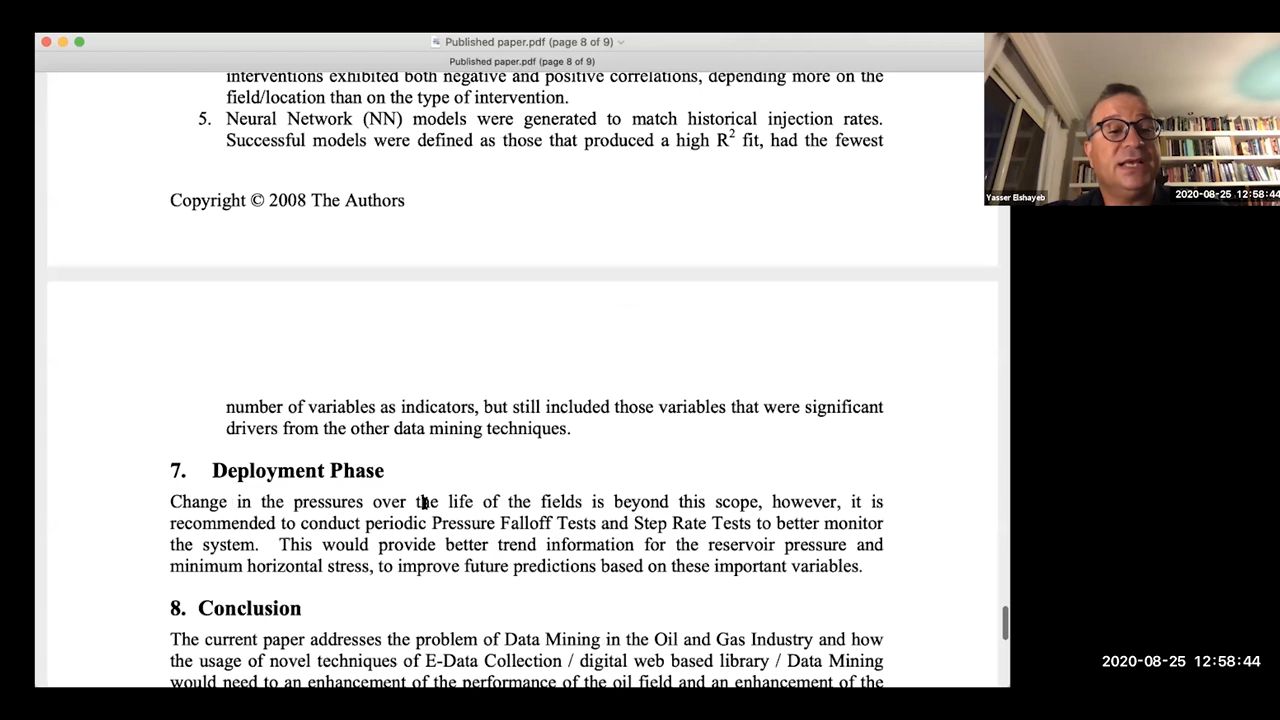 Published paper.pdf (page 8 of 9)
Published paper.pdf (page 8 of 9)
interventions exhibited both negative and positive correlations, depending more on the
field/location than on the type of intervention.
5. Neural Network (NN) models were generated to match historical injection rates.
Successful models were defined as those that produced a high R² fit, had the fewest
Copyright © 2008 The Authors
number of variables as indicators, but still included those variables that were significant
drivers from the other data mining techniques.
7. Deployment Phase
Change in the pressures over the life of the fields is beyond this scope, however, it is
recommended to conduct periodic Pressure Falloff Tests and Step Rate Tests to better monitor
the system. This would provide better trend information for the reservoir pressure and
minimum horizontal stress, to improve future predictions based on these important variables.
8. Conclusion
The current paper addresses the problem of Data Mining in the Oil and Gas Industry and how
the usage of novel techniques of E-Data Collection / digital web based library / Data Mining
would need to an enhancement of the performance of the oil field and an enhancement of the
Yasser Elshayeb
2020-08-25 12:58:44
2020-08-25 12:58:44